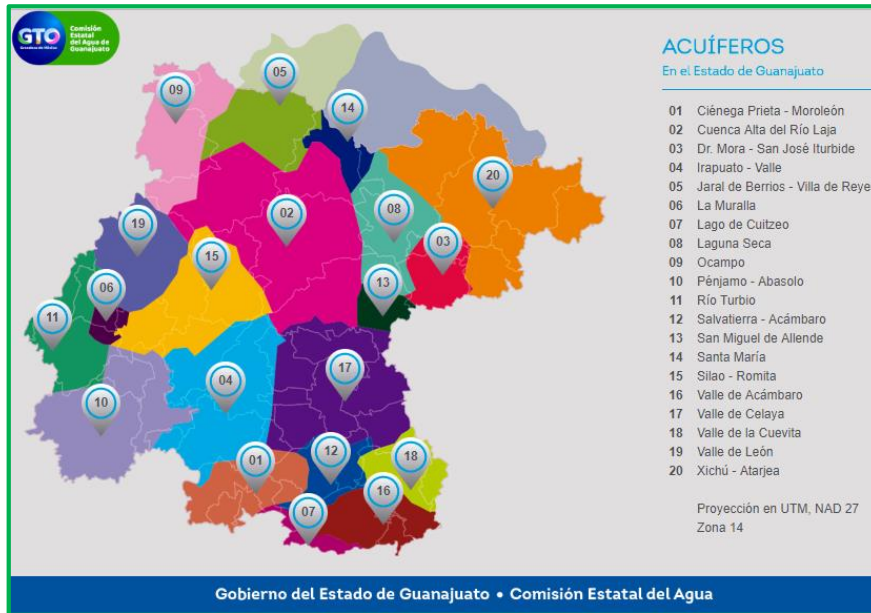 GTO
Grandeza de México
Comisión
Estatal
del Agua de
Guanajuato
ACUÍFEROS
En el Estado de Guanajuato
01 Ciénega Prieta - Moroleón
02 Cuenca Alta del Río Laja
03 Dr. Mora - San José Iturbide
04 Irapuato - Valle
05 Jaral de Berrios - Villa de Reye
06 La Muralla
07 Lago de Cuitzeo
08 Laguna Seca
09 Ocampo
10 Pénjamo - Abasolo
11 Río Turbio
12 Salvatierra - Acámbaro
13 San Miguel de Allende
14 Santa María
15 Silao - Romita
16 Valle de Acámbaro
17 Valle de Celaya
18 Valle de la Cuevita
19 Valle de León
20 Xichú - Atarjea
Proyección en UTM, NAD 27
Zona 14
05
09
14
20
02
08
19
03
15
13
06
11
17
04
10
12
01
18
16
07
Gobierno del Estado de Guanajuato • Comisión Estatal del Agua